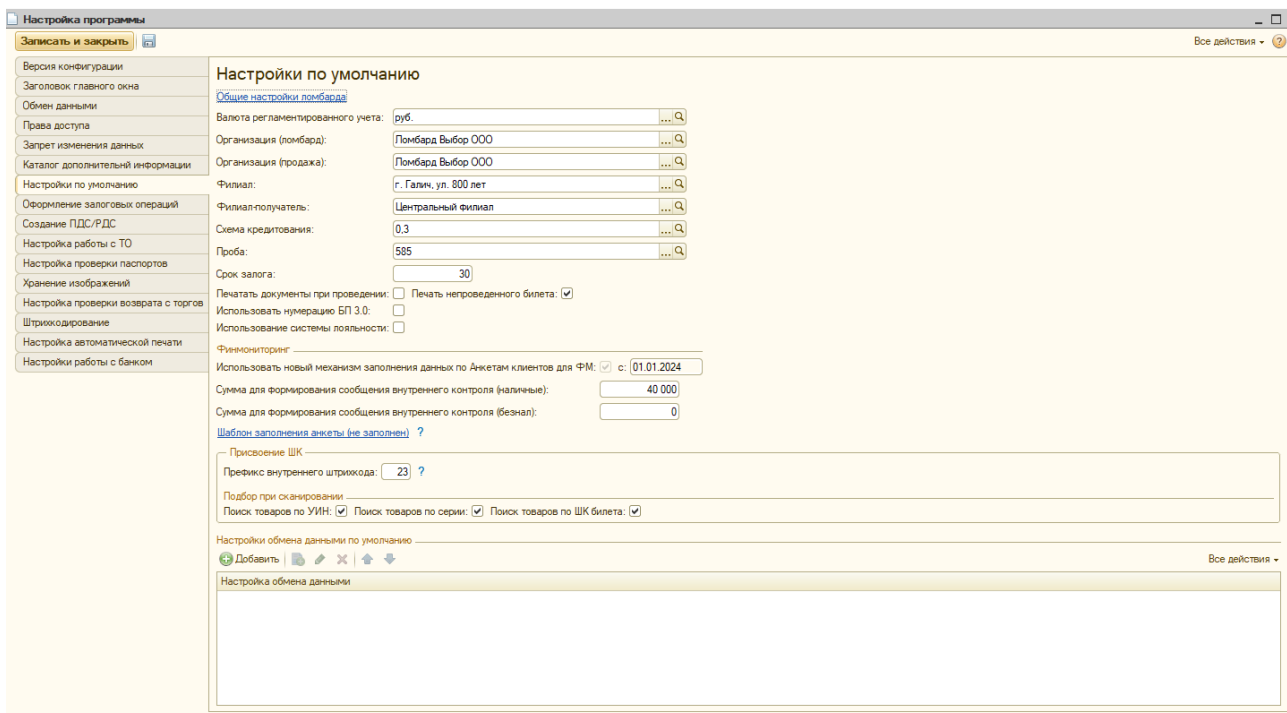 Настройка программы
Записать и закрыть
Все действия
Версия конфигурации
Заголовок главного окна
Обмен данными
Права доступа
Запрет изменения данных
Каталог дополнительнй информации
Настройки по умолчанию
Оформление залоговых операций
Создание ПДС/РДС
Настройка работы с ТО
Настройка проверки паспортов
Хранение изображений
Настройка проверки возврата с торгов
Штрихкодирование
Настройка автоматической печати
Настройки работы с банком
Настройки по умолчанию
Общие настройки ломбарда
Валюта регламентированного учета: руб.
Организация (ломбард): Ломбард Выбор ООО
Организация (продажа): Ломбард Выбор ООО
Филиал: г. Галич, ул. 800 лет
Филиал-получатель: Центральный филиал
Схема кредитования: 0,3
Проба: 585
Срок залога: 30
Печатать документы при проведении: Печать непроведенного билета:
Использовать нумерацию БП 3.0:
Использование системы лояльности:
Финмониторинг
Использовать новый механизм заполнения данных по Анкетам клиентов для ФМ: с: 01.01.2024
Сумма для формирования сообщения внутреннего контроля (наличные): 40 000
Сумма для формирования сообщения внутреннего контроля (безнал): 0
Шаблон заполнения анкеты (не заполнен) ?
Присвоение ШК
Префикс внутреннего штрихкода: 23 ?
Подбор при сканировании
Поиск товаров по УИН: Поиск товаров по серии: Поиск товаров по ШК билета:
Настройки обмена данными по умолчанию
Добавить
Все действия
Настройка обмена данными